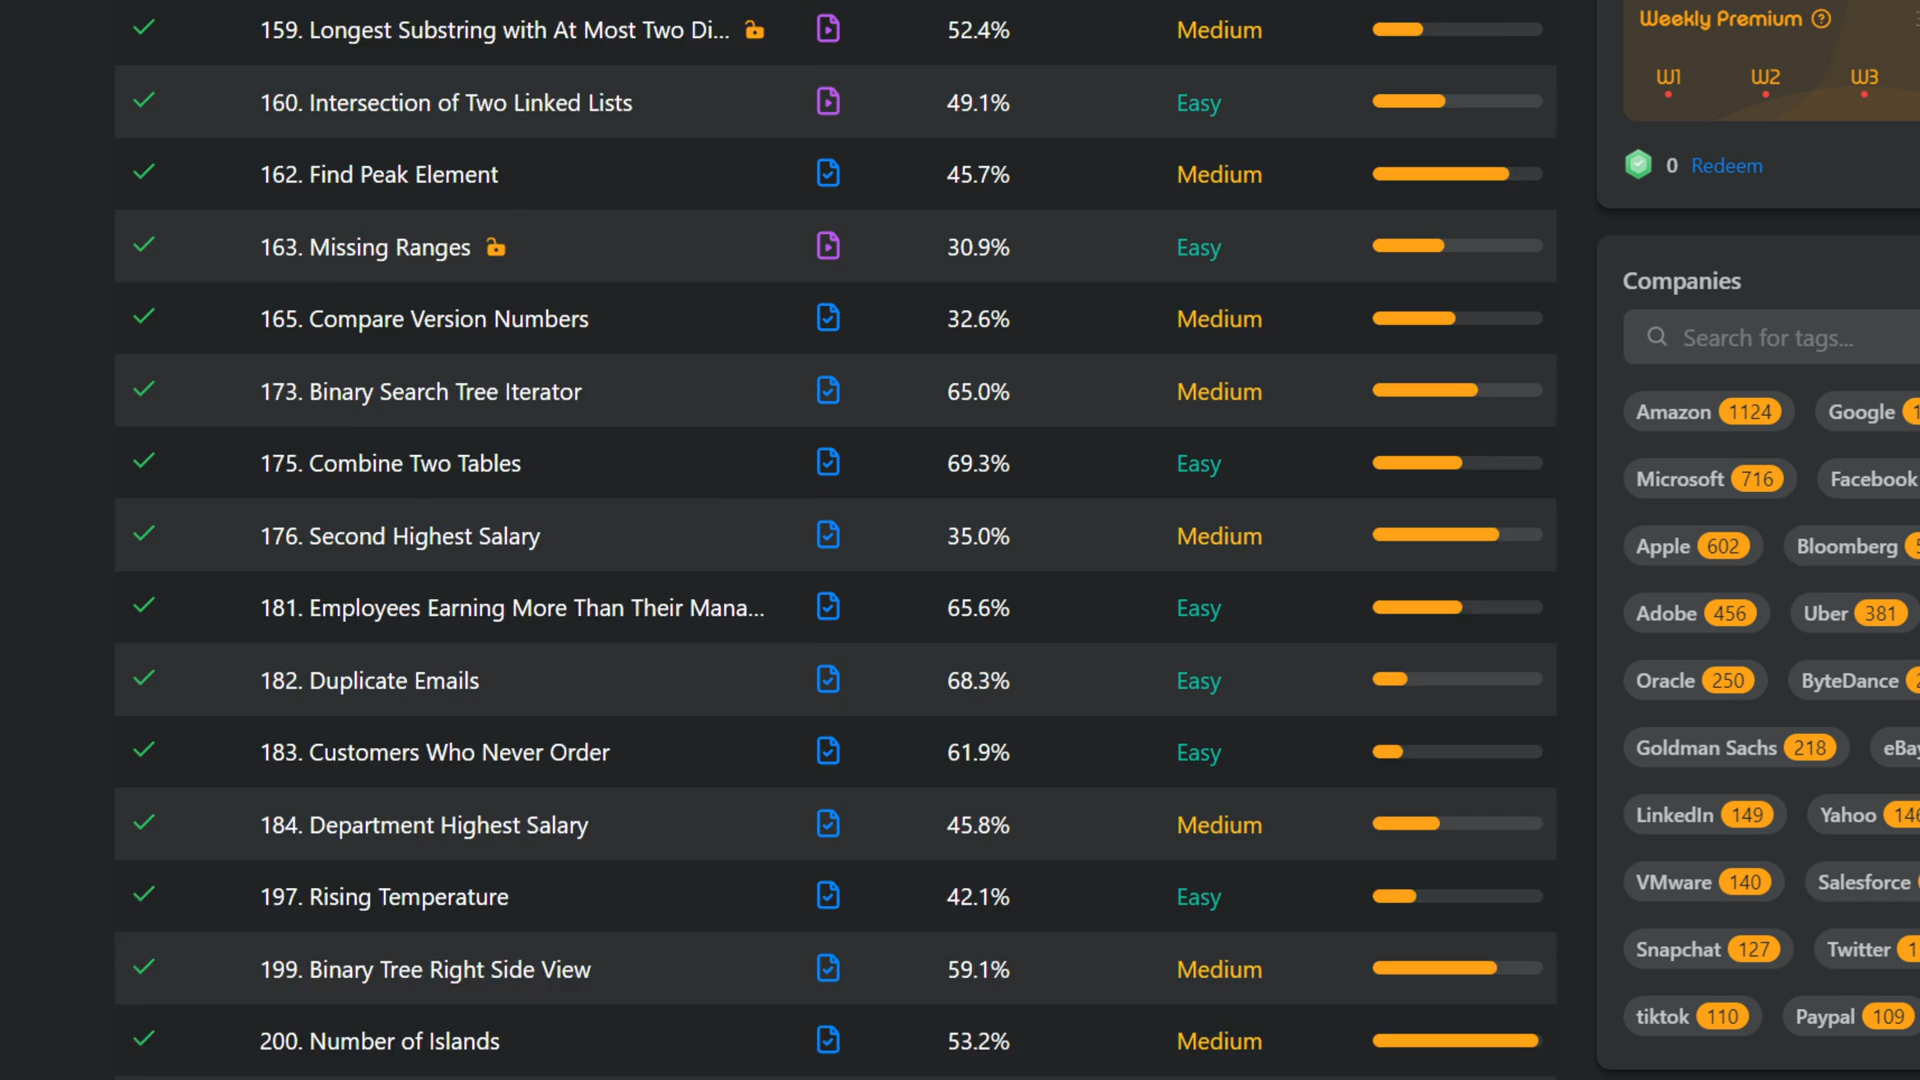 159. Longest Substring with At Most Two Di... 52.4% Medium
160. Intersection of Two Linked Lists 49.1% Easy
162. Find Peak Element 45.7% Medium
163. Missing Ranges 30.9% Easy
165. Compare Version Numbers 32.6% Medium
173. Binary Search Tree Iterator 65.0% Medium
175. Combine Two Tables 69.3% Easy
176. Second Highest Salary 35.0% Medium
181. Employees Earning More Than Their Mana... 65.6% Easy
182. Duplicate Emails 68.3% Easy
183. Customers Who Never Order 61.9% Easy
184. Department Highest Salary 45.8% Medium
197. Rising Temperature 42.1% Easy
199. Binary Tree Right Side View 59.1% Medium
200. Number of Islands 53.2% Medium
Weekly Premium ?
W1 W2 W3
0 Redeem
Companies
Search for tags...
Amazon 1124 Google
Microsoft 716 Facebook
Apple 602 Bloomberg
Adobe 456 Uber 381
Oracle 250 ByteDance
Goldman Sachs 218 eBay
LinkedIn 149 Yahoo 146
VMware 140 Salesforce
Snapchat 127 Twitter
tiktok 110 Paypal 109